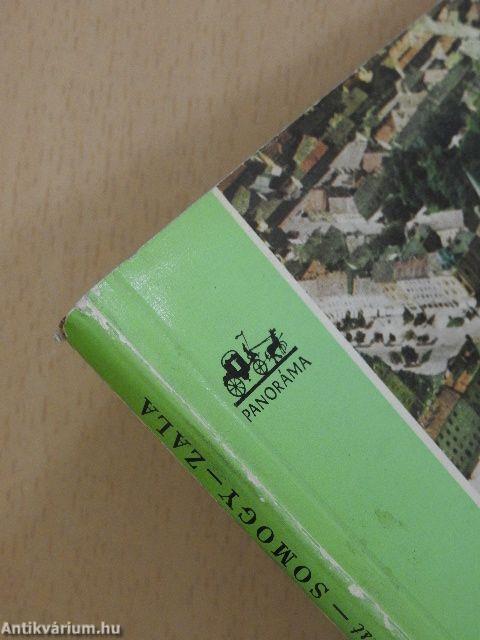 PANORÁMA
— SOMOGY — ZALA
Antikvárium.hu